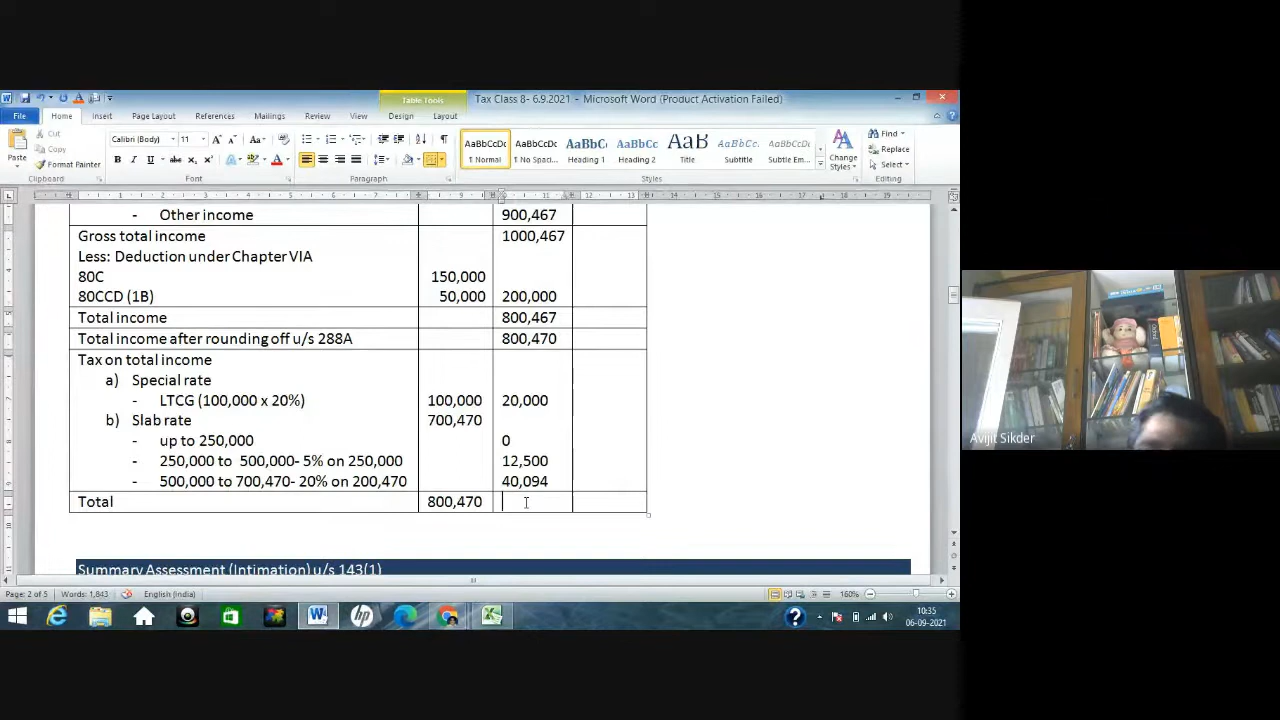 Table Tools
Tax Class 8- 6.9.2021 - Microsoft Word (Product Activation Failed)
File Home Insert Page Layout References Mailings Review View Design Layout
Cut
Copy
Format Painter
Paste
Clipboard
Calibri (Body) 11
Font
Paragraph
AaBbCcDc AaBbCcDc AaBbC AaBbCc AaB AaBbCc. AaBbCcDc
1 Normal 1 No Spac... Heading 1 Heading 2 Title Subtitle Subtle Em...
Change Styles
Styles
Find
Replace
Select
Editing
- Other income 900,467
Gross total income 1000,467
Less: Deduction under Chapter VIA
80C 150,000
80CCD (1B) 50,000 200,000
Total income 800,467
Total income after rounding off u/s 288A 800,470
Tax on total income
a) Special rate
- LTCG (100,000 x 20%) 100,000 20,000
b) Slab rate 700,470
- up to 250,000 0
- 250,000 to 500,000- 5% on 250,000 12,500
- 500,000 to 700,470- 20% on 200,470 40,094
Total 800,470
Summary Assessment (Intimation) u/s 143(1)
Page: 2 of 5 Words: 1,843 English (India) 160%
10:35
06-09-2021
Avijit Sikder